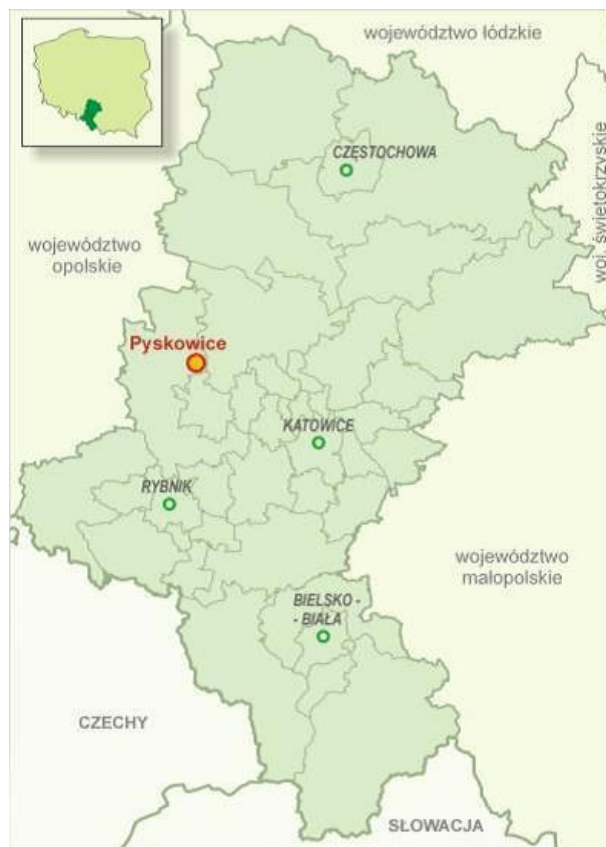 województwo łódzkie
CZĘSTOCHOWA
woj. świętokrzyskie
województwo
opolskie
Pyskowice
KATOWICE
RYBNIK
województwo
małopolskie
BIELSKO -
- BIAŁA
CZECHY
SŁOWACJA